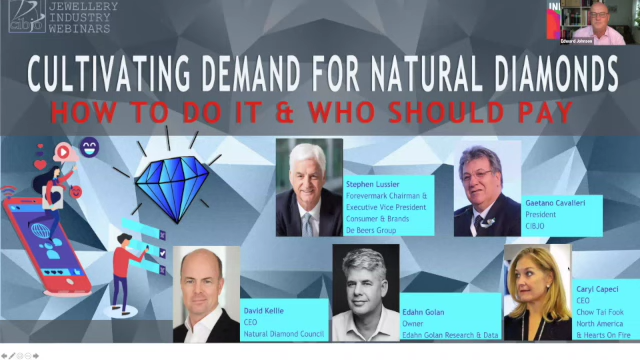 CIBJO
JEWELLERY
INDUSTRY
WEBINARS
Edward Johnson
CULTIVATING DEMAND FOR NATURAL DIAMONDS
HOW TO DO IT & WHO SHOULD PAY
Stephen Lussier
Forevermark Chairman &
Executive Vice President
Consumer & Brands
De Beers Group
Gaetano Cavalieri
President
CIBJO
David Kellie
CEO
Natural Diamond Council
Edahn Golan
Owner
Edahn Golan Research & Data
Caryl Capeci
CEO
Chow Tai Fook
North America
& Hearts On Fire